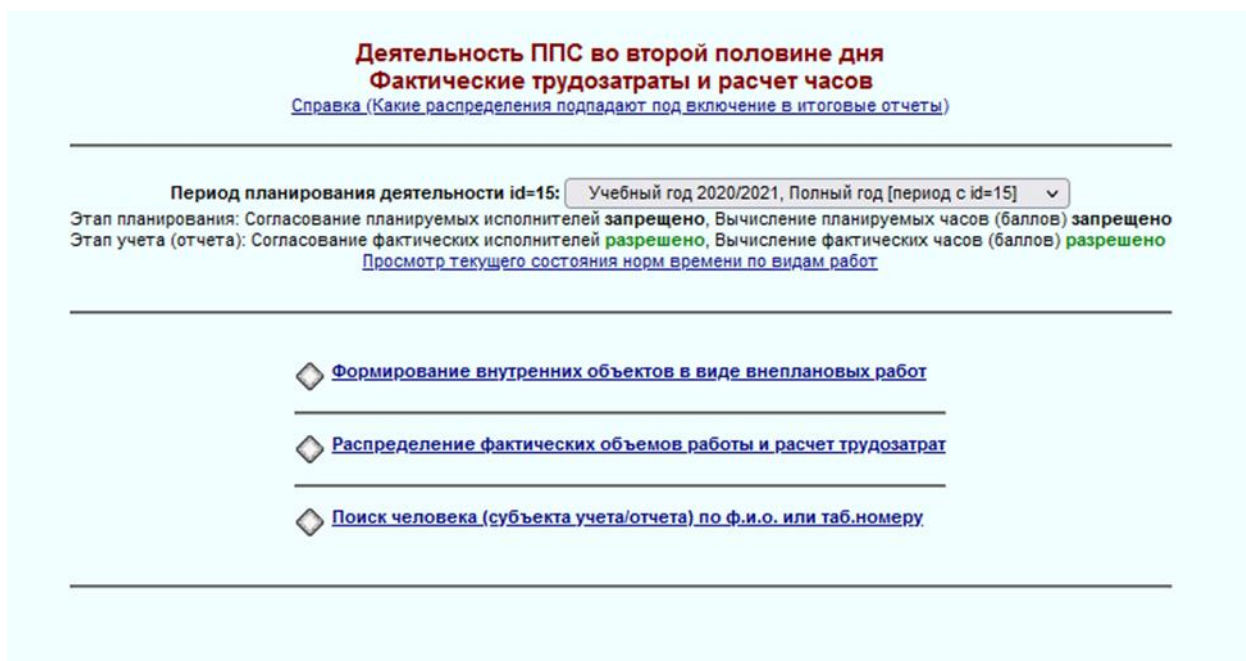 Деятельность ППС во второй половине дня
Фактические трудозатраты и расчет часов
Справка (Какие распределения подпадают под включение в итоговые отчеты)
Период планирования деятельности id=15: Учебный год 2020/2021, Полный год [период с id=15]
Этап планирования: Согласование планируемых исполнителей запрещено, Вычисление планируемых часов (баллов) запрещено
Этап учета (отчета): Согласование фактических исполнителей разрешено, Вычисление фактических часов (баллов) разрешено
Просмотр текущего состояния норм времени по видам работ
Формирование внутренних объектов в виде внеплановых работ
Распределение фактических объемов работы и расчет трудозатрат
Поиск человека (субъекта учета/отчета) по ф.и.о. или таб.номеру